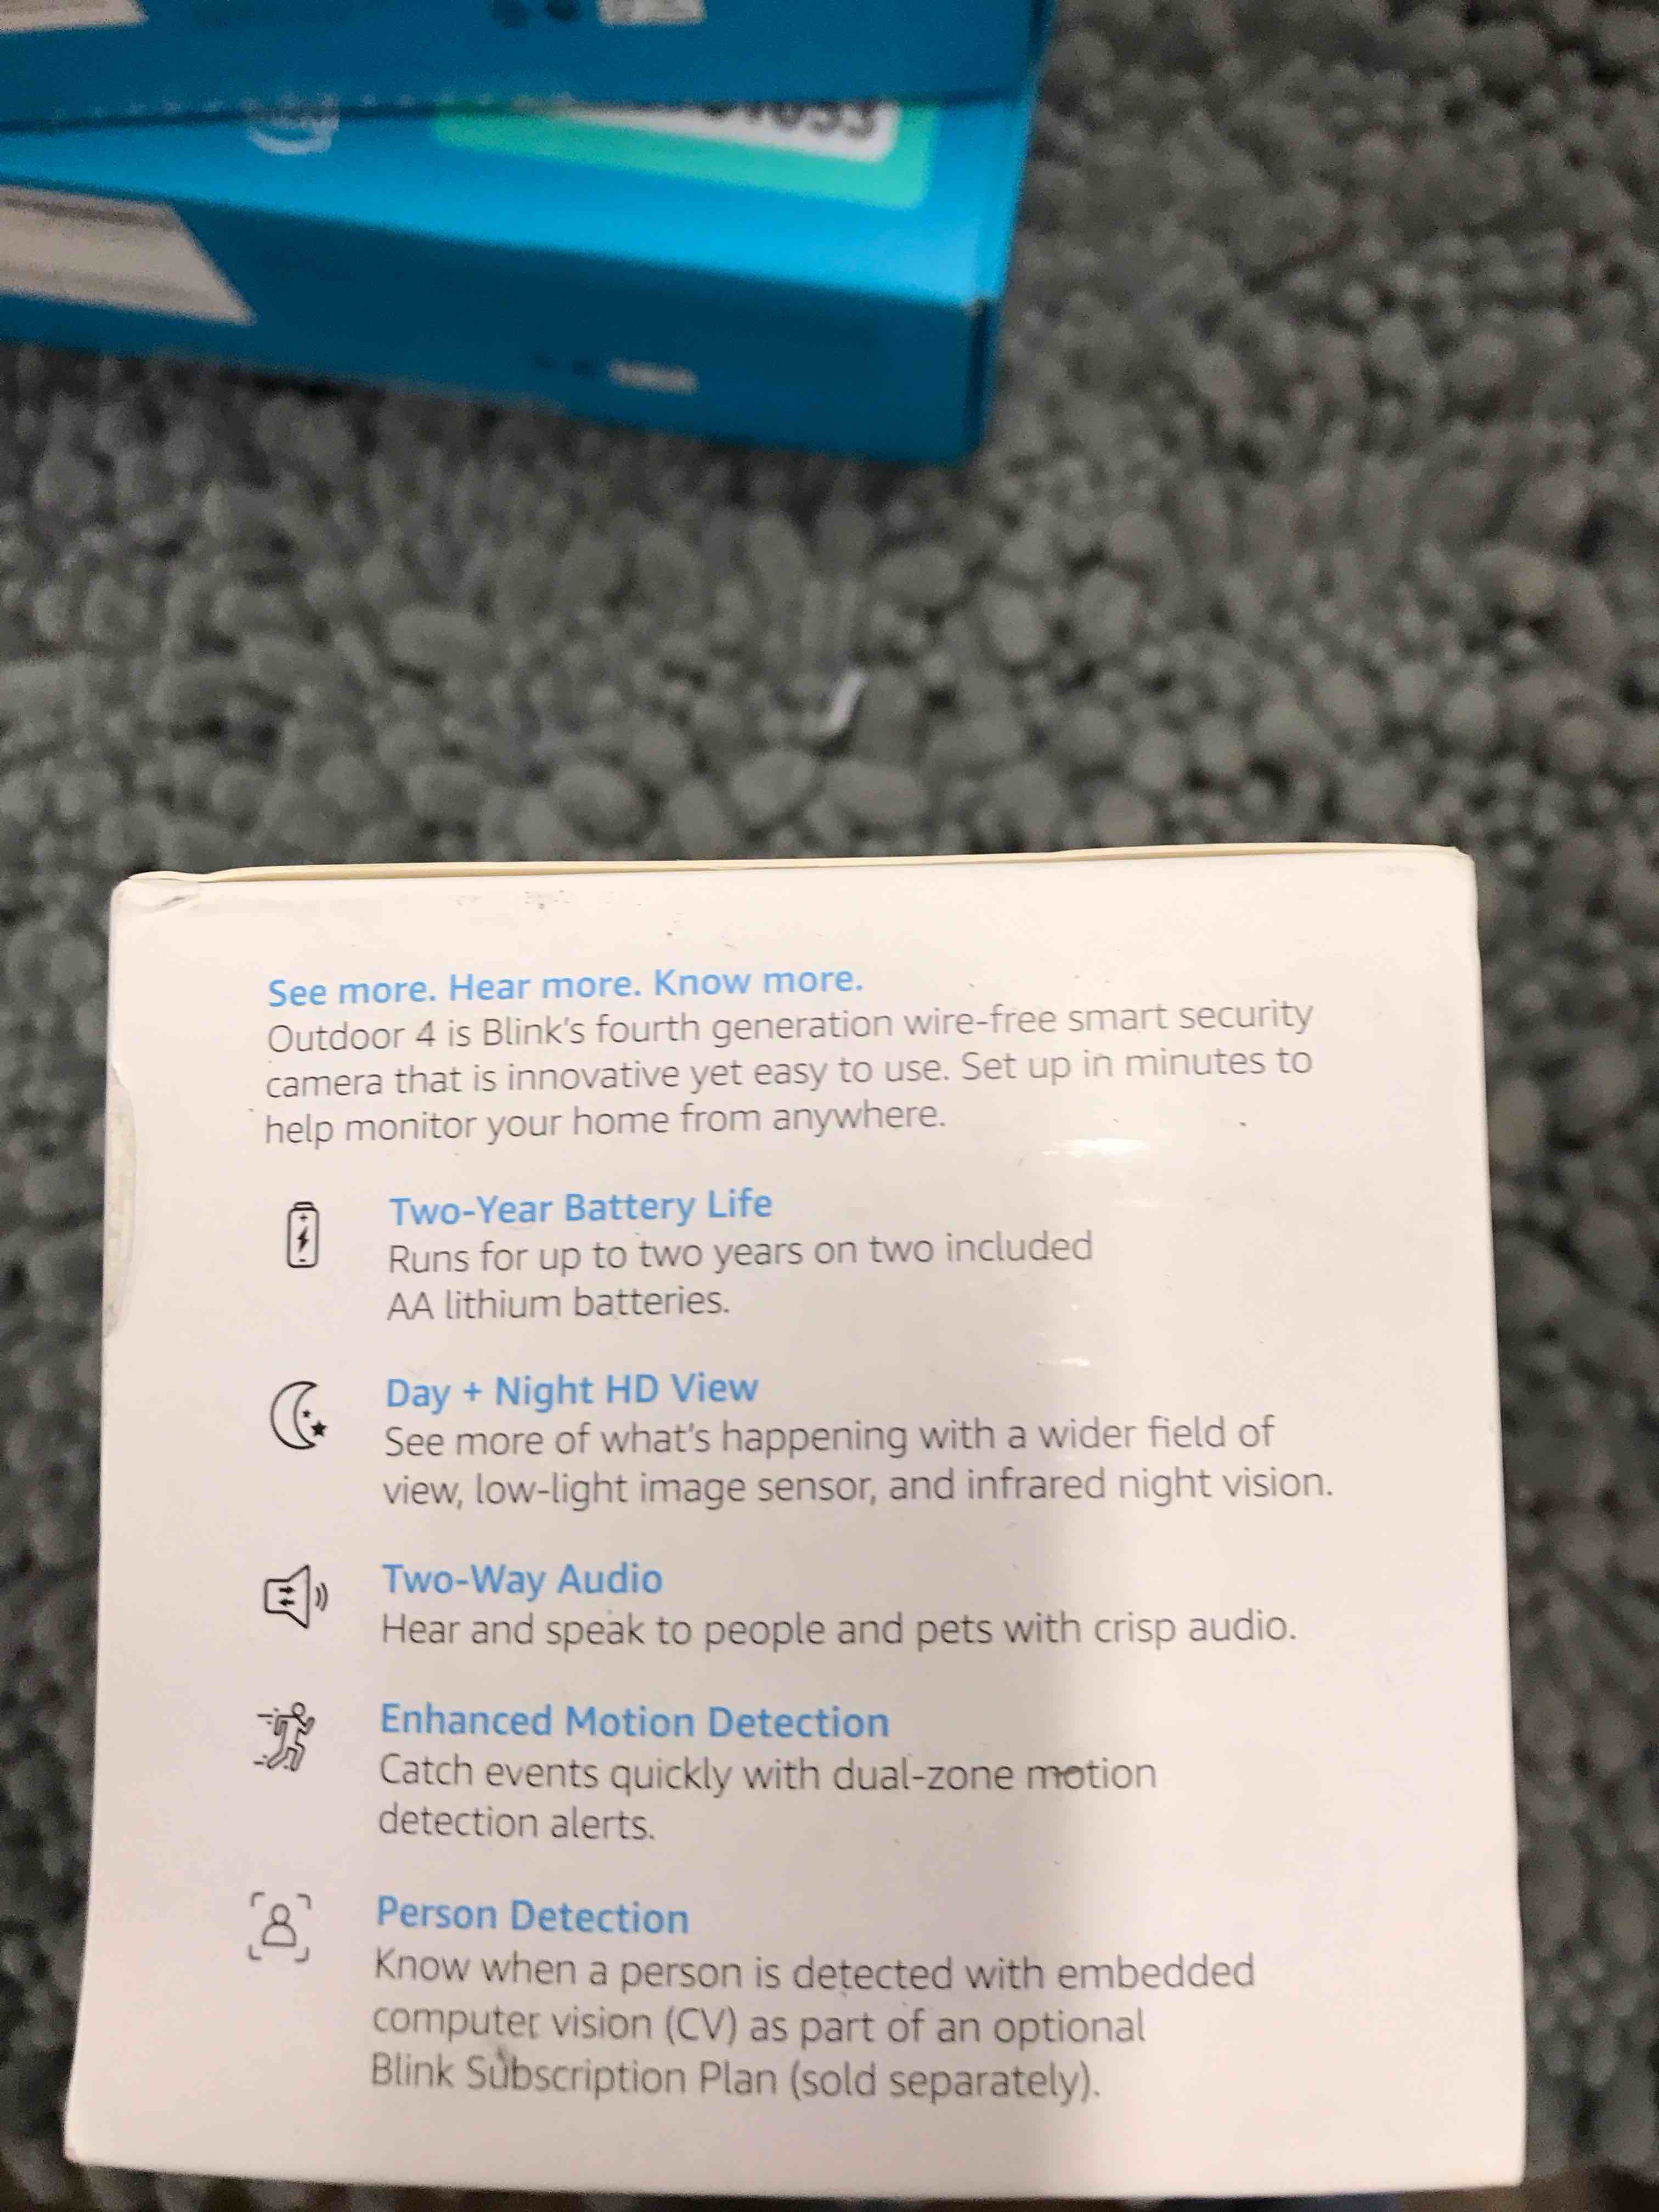 See more. Hear more. Know more.
Outdoor 4 is Blink's fourth generation wire-free smart security
camera that is innovative yet easy to use. Set up in minutes to
help monitor your home from anywhere.
Two-Year Battery Life
Runs for up to two years on two included
AA lithium batteries.
Day + Night HD View
See more of what's happening with a wider field of
view, low-light image sensor, and infrared night vision.
Two-Way Audio
Hear and speak to people and pets with crisp audio.
Enhanced Motion Detection
Catch events quickly with dual-zone motion
detection alerts.
Person Detection
Know when a person is detected with embedded
computer vision (CV) as part of an optional
Blink Subscription Plan (sold separately).